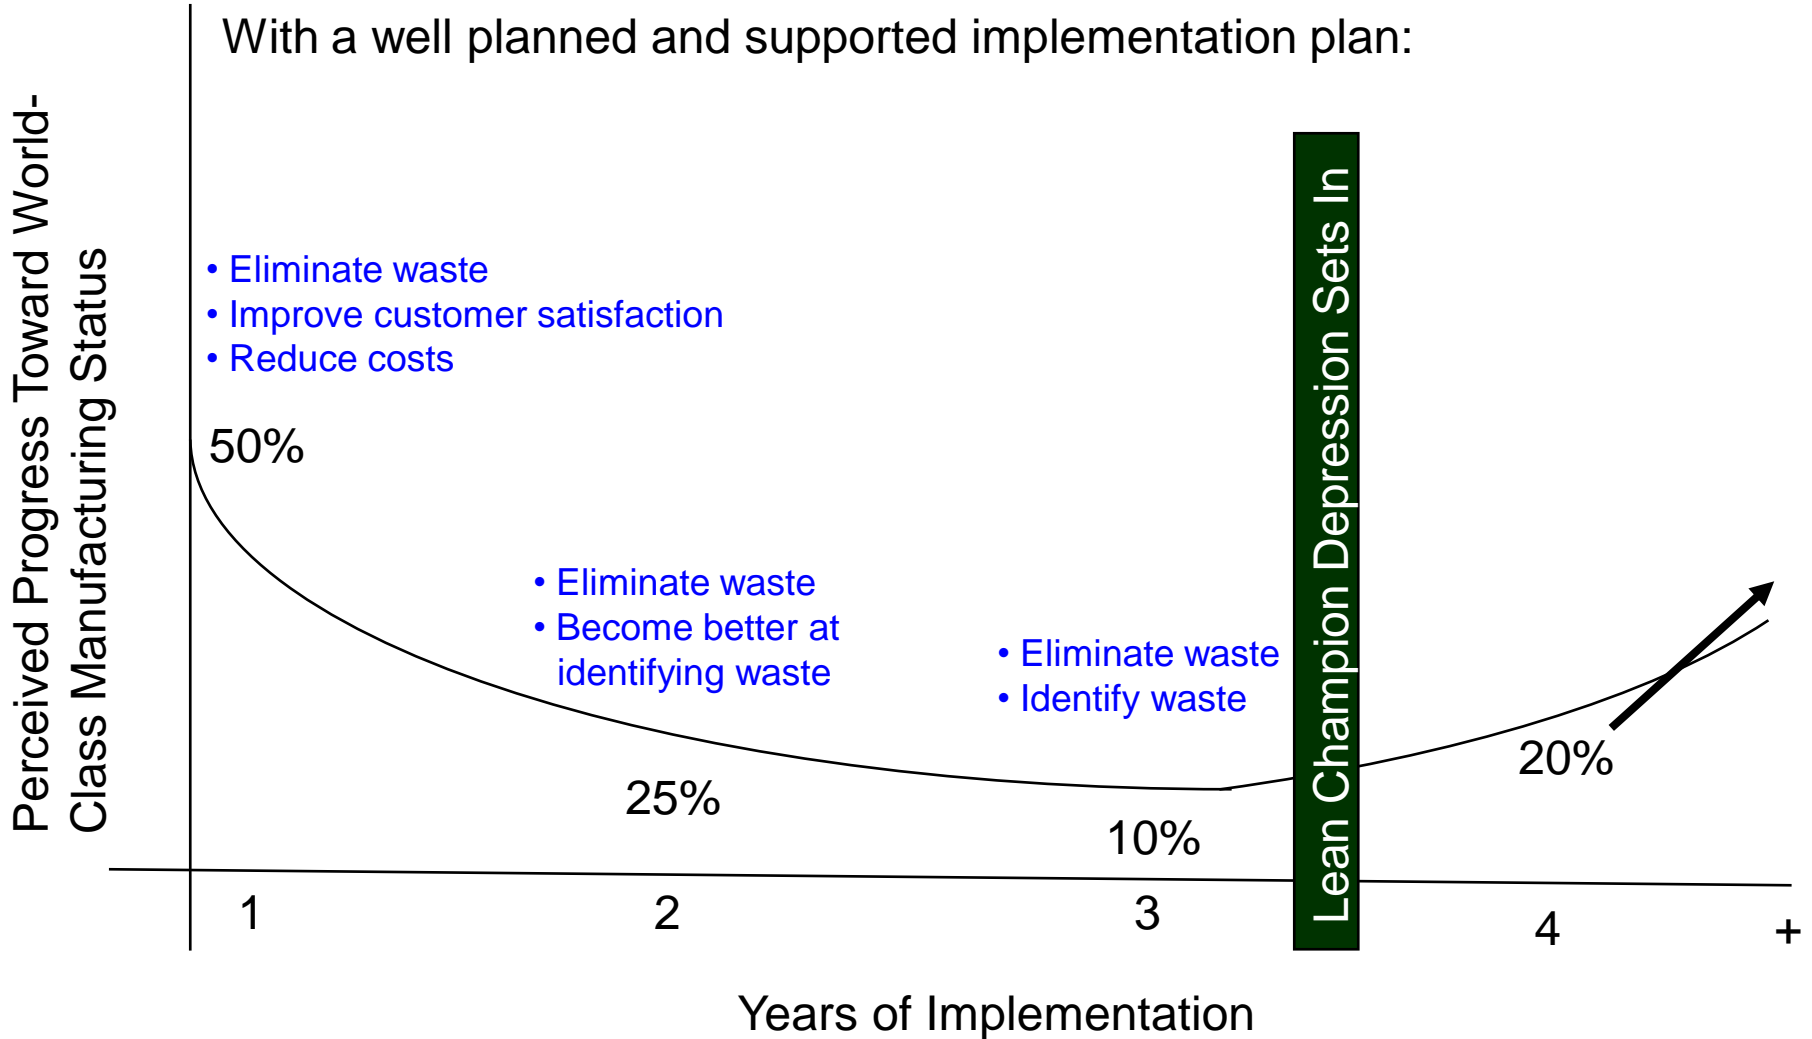 With a well planned and supported implementation plan:
Perceived Progress Toward World-
Class Manufacturing Status
• Eliminate waste
• Improve customer satisfaction
• Reduce costs
50%
• Eliminate waste
• Become better at
identifying waste
25%
• Eliminate waste
• Identify waste
10%
Lean Champion Depression Sets In
20%
1
2
3
4
+
Years of Implementation